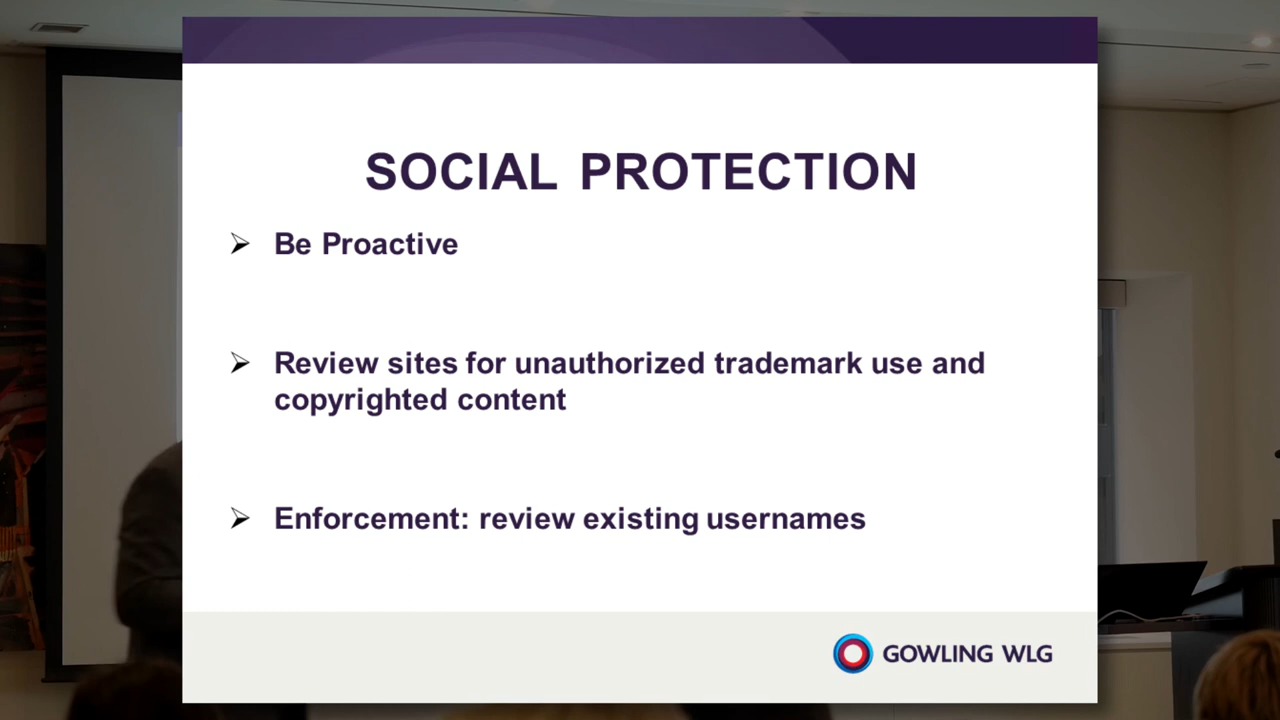 SOCIAL PROTECTION
➢ Be Proactive
➢ Review sites for unauthorized trademark use and
copyrighted content
➢ Enforcement: review existing usernames
GOWLING WLG